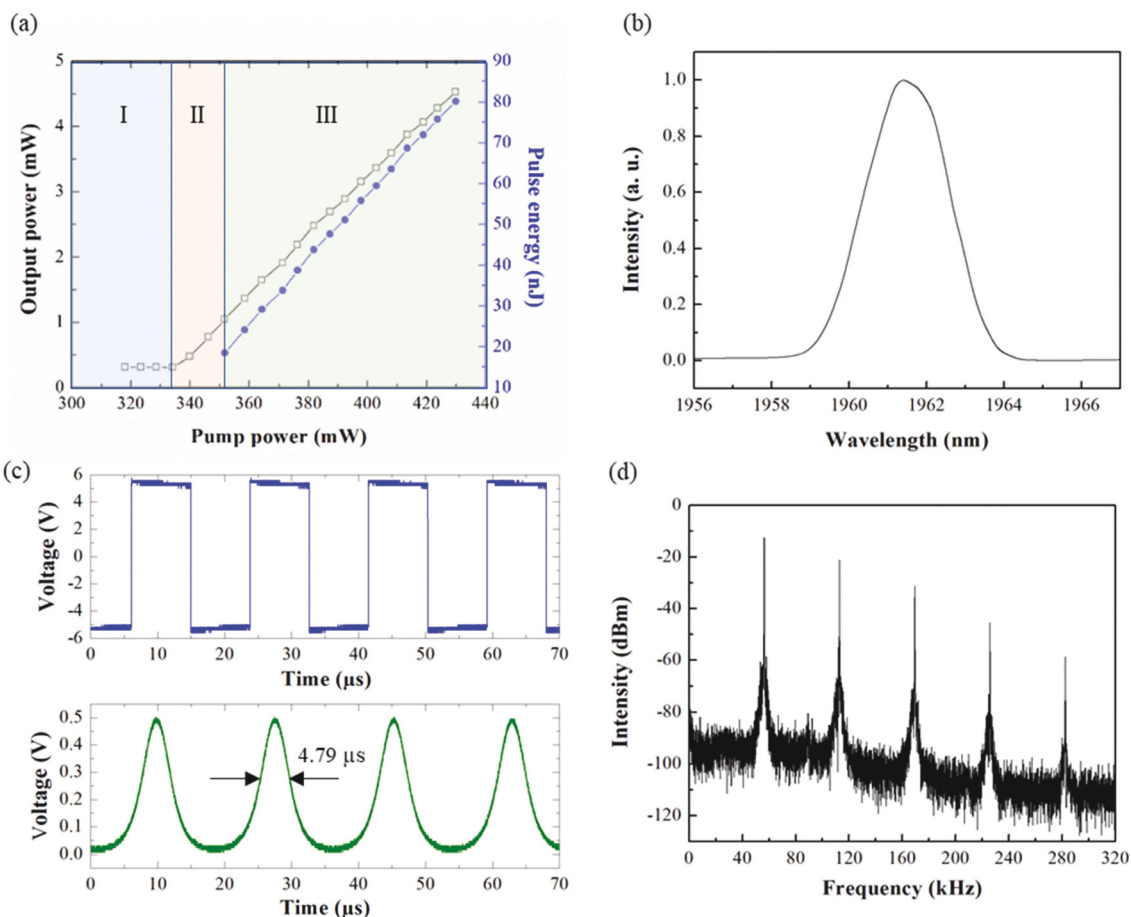 (a)
5
4
3
2
1
0
Output power (mW)
I
II
III
90
80
70
60
50
40
30
20
10
Pulse energy (nJ)
300 320 340 360 380 400 420 440
Pump power (mW)
(b)
1.0
0.8
0.6
0.4
0.2
0.0
Intensity (a. u.)
1956 1958 1960 1962 1964 1966
Wavelength (nm)
(c)
6
4
2
0
-2
-4
-6
Voltage (V)
0 10 20 30 40 50 60 70
Time (μs)
0.5
0.4
0.3
0.2
0.1
0.0
Voltage (V)
4.79 μs
0 10 20 30 40 50 60 70
Time (μs)
(d)
0
-20
-40
-60
-80
-100
-120
Intensity (dBm)
0 40 80 120 160 200 240 280 320
Frequency (kHz)